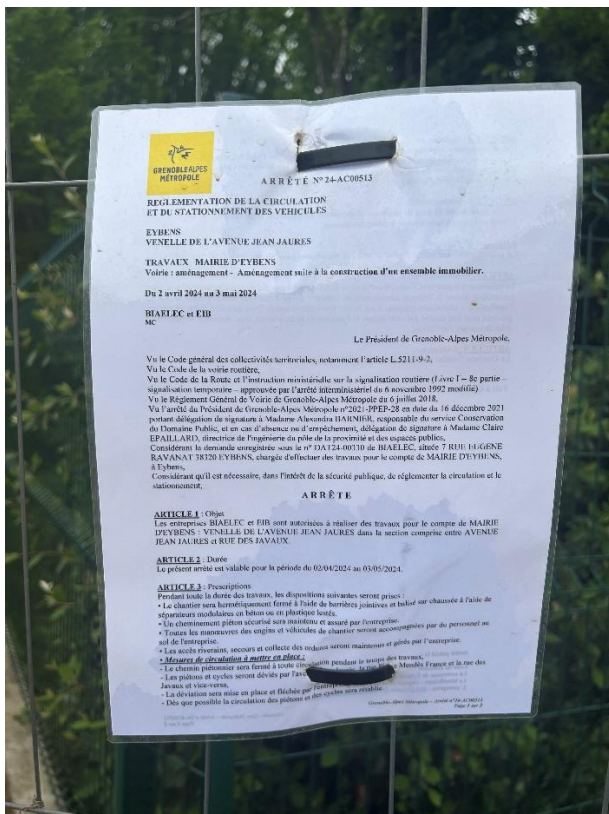 GRENOBLEALPES
MÉTROPOLE
ARRÊTÉ N° 24-AC00513
REGLEMENTATION DE LA CIRCULATION
ET DU STATIONNEMENT DES VEHICULES
EYBENS
VENELLE DE L'AVENUE JEAN JAURES
TRAVAUX MAIRIE D'EYBENS
Voirie : aménagement - Aménagement suite à la construction d'un ensemble immobilier.
Du 2 avril 2024 au 3 mai 2024
BIAELEC et EIB
MC
Le Président de Grenoble-Alpes Métropole,
Vu le Code général des collectivités territoriales, notamment l'article L.5211-9-2,
Vu le Code de la voirie routière,
Vu le Code de la Route et l'instruction ministérielle sur la signalisation routière (Livre I – 8e partie –
signalisation temporaire – approuvée par l'arrêté interministériel du 6 novembre 1992 modifié)
Vu le Règlement Général de Voirie de Grenoble-Alpes Métropole du 6 juillet 2018,
Vu l'arrêté du Président de Grenoble-Alpes Métropole n°2021-PPEP-28 en date du 16 décembre 2021
portant délégation de signature à Madame Alexandra BARNIER, responsable du service Conservation
du Domaine Public, et en cas d'absence ou d'empêchement, délégation de signature à Madame Claire
EPAILLARD, directrice de l'ingénierie du pôle de la proximité et des espaces publics,
Considérant la demande enregistrée sous le n° DA124-00330 de BIAELEC, située 7 RUE EUGENE
RAVANAT 38320 EYBENS, chargée d'effectuer des travaux pour le compte de MAIRIE D'EYBENS,
à Eybens,
Considérant qu'il est nécessaire, dans l'intérêt de la sécurité publique, de réglementer la circulation et le
stationnement,
ARRÊTE
ARTICLE 1 : Objet
Les entreprises BIAELEC et EIB sont autorisées à réaliser des travaux pour le compte de MAIRIE
D'EYBENS : VENELLE DE L'AVENUE JEAN JAURES dans la section comprise entre AVENUE
JEAN JAURES et RUE DES JAVAUX.
ARTICLE 2 : Durée
Le présent arrêté est valable pour la période du 02/04/2024 au 03/05/2024.
ARTICLE 3 : Prescriptions
Pendant toute la durée des travaux, les dispositions suivantes seront prises :
• Le chantier sera hermétiquement fermé à l'aide de barrières jointives et balisé sur chaussée à l'aide de
séparateurs modulaires en béton ou en plastique lestés.
• Un cheminement piéton sécurisé sera maintenu et assuré par l'entreprise.
• Toutes les manœuvres des engins et véhicules de chantier seront accompagnées par du personnel au
sol de l'entreprise.
• Les accès riverains, secours et collecte des ordures seront maintenus et gérés par l'entreprise.
• Mesures de circulation à mettre en place :
- Le chemin piétonnier sera fermé à toute circulation pendant le temps des travaux,
- Les piétons et cycles seront déviés par l'ave Mendès France et la rue des
Javaux et vice-versa,
- La déviation sera mise en place et fléchée par l'entreprise
- Dès que possible la circulation des piétons et des cycles sera rétablie
Grenoble-Alpes Métropole – Arrêté n°24-AC00513
Page 1 sur 2